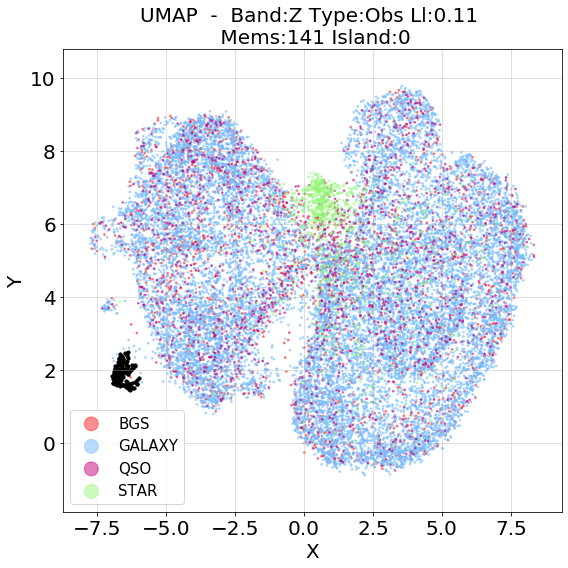 UMAP  -  Band:Z Type:Obs Ll:0.11
Mems:141 Island:0
10
8
6
4
2
0
Y
BGS
GALAXY
QSO
STAR
−7.5 −5.0 −2.5 0.0 2.5 5.0 7.5
X